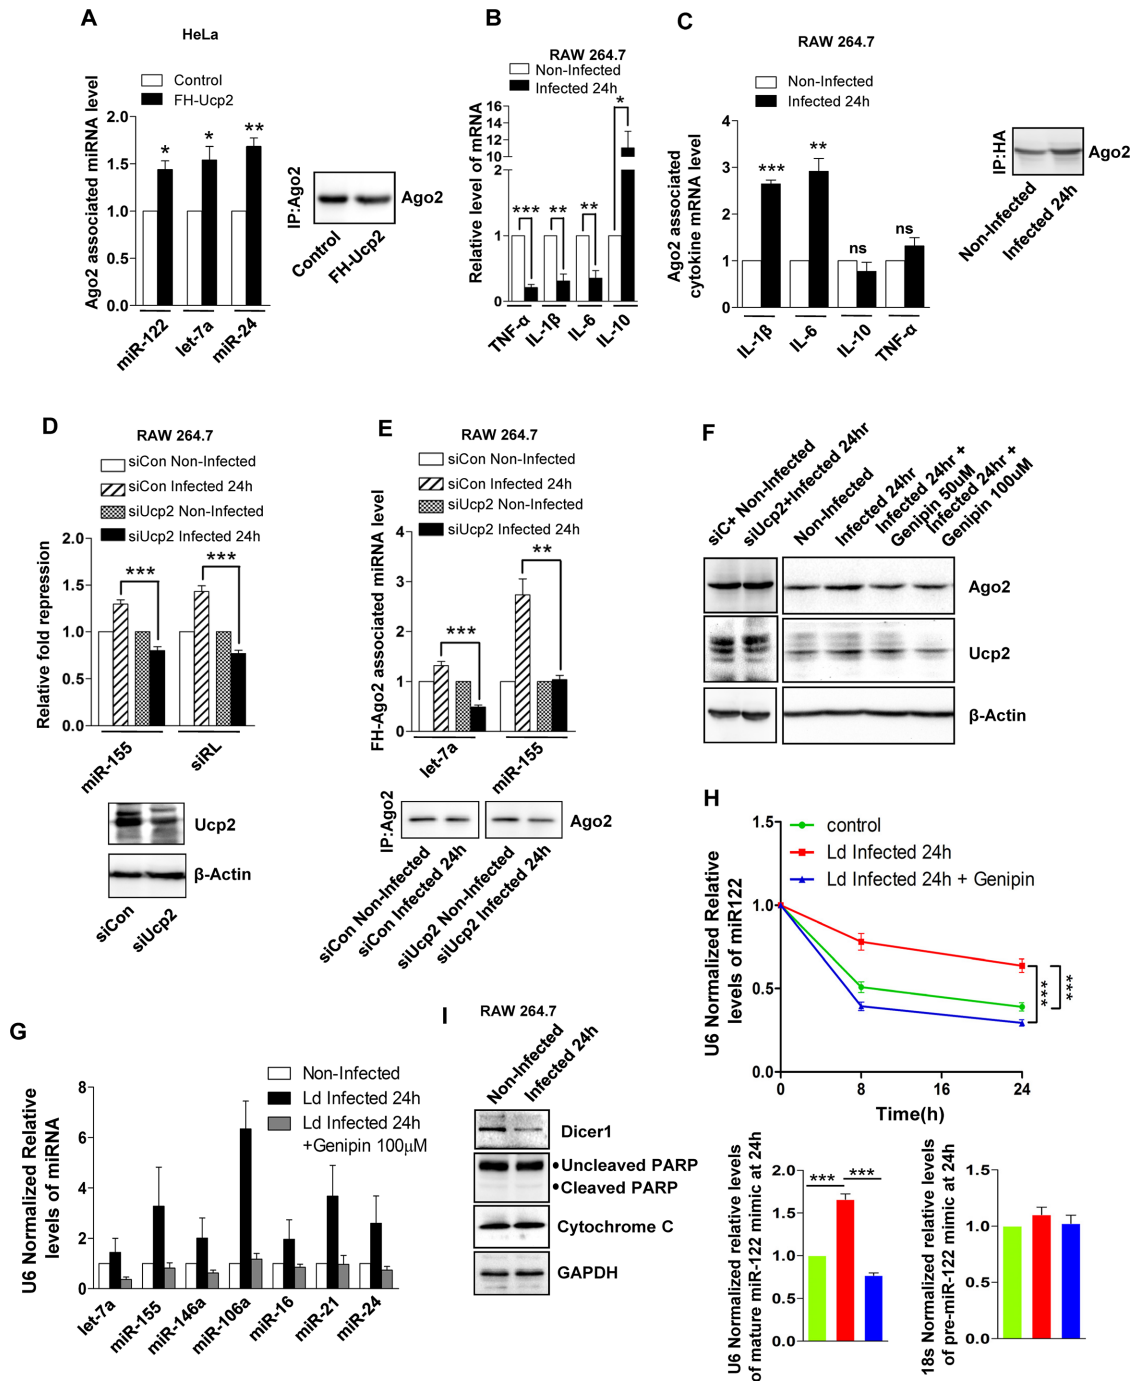 A
HeLa
Control
FH-Ucp2
Ago2 associated miRNA level
2.0
1.5
1.0
0.5
0.0
*
*
**
miR-122
let-7a
miR-24
IP:Ago2
Ago2
Control
FH-Ucp2
B
RAW 264.7
Non-Infected
Infected 24h
Relative level of mRNA
16
14
12
10
2
1
0
***
**
**
*
TNF-α
IL-1β
IL-6
IL-10
C
RAW 264.7
Non-Infected
Infected 24h
Ago2 associated
cytokine mRNA level
4
3
2
1
0
***
**
ns
ns
IL-1β
IL-6
IL-10
TNF-α
IP:HA
Ago2
Non-Infected
Infected 24h
D
RAW 264.7
siCon Non-Infected
siCon Infected 24h
siUcp2 Non-Infected
siUcp2 Infected 24h
Relative fold repression
2.0
1.5
1.0
0.5
0.0
***
***
miR-155
siRL
Ucp2
β-Actin
siCon
siUcp2
E
RAW 264.7
siCon Non-Infected
siCon Infected 24h
siUcp2 Non-Infected
siUcp2 Infected 24h
FH-Ago2 associated miRNA level
4
3
2
1
0
***
**
let-7a
miR-155
IP:Ago2
Ago2
siCon Non-Infected
siCon Infected 24h
siUcp2 Non-Infected
siUcp2 Infected 24h
F
siC+ Non-Infected
siUcp2+Infected 24hr
Non-Infected
Infected 24hr
Infected 24hr +
Genipin 50uM
Infected 24hr +
Genipin 100uM
Ago2
Ucp2
β-Actin
G
Non-Infected
Ld Infected 24h
Ld Infected 24h
+Genipin 100μM
U6 Normalized Relative
levels of miRNA
8
6
4
2
0
let-7a
miR-155
miR-146a
miR-106a
miR-16
miR-21
miR-24
H
control
Ld Infected 24h
Ld Infected 24h + Genipin
U6 Normalized Relative
levels of miR122
1.5
1.0
0.5
0.0
0
8
16
24
Time(h)
***
***
U6 Normalized relative levels
of mature miR-122 mimic at 24h
2.0
1.5
1.0
0.5
0.0
***
***
18s Normalized relative levels
of pre-miR-122 mimic at 24h
1.5
1.0
0.5
0.0
I
RAW 264.7
Non-Infected
Infected 24h
Dicer1
•Uncleaved PARP
•Cleaved PARP
Cytochrome C
GAPDH